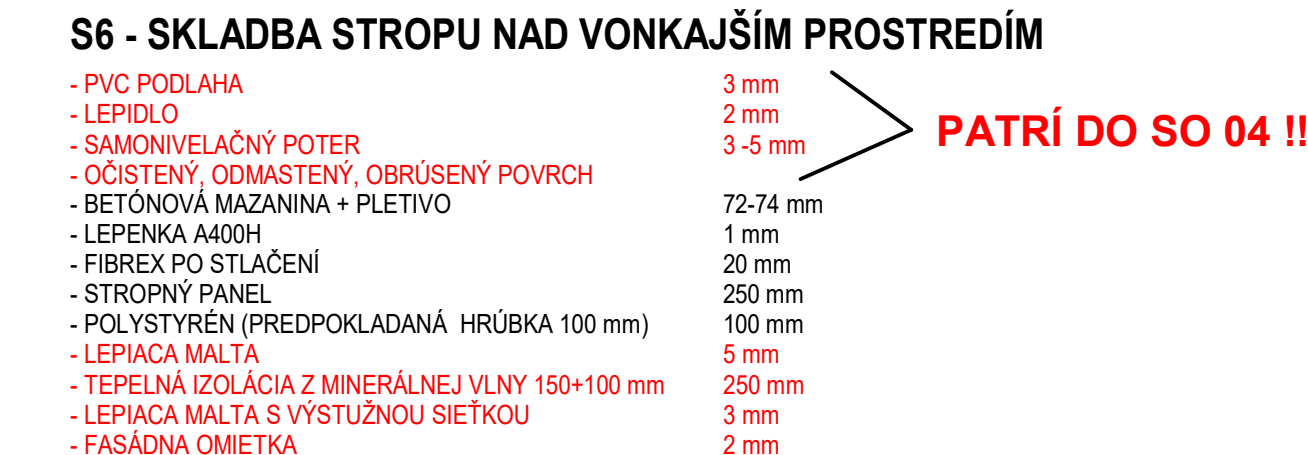 S6 - SKLADBA STROPU NAD VONKAJŠÍM PROSTREDÍM
- PVC PODLAHA 3 mm
- LEPIDLO 2 mm
PATRÍ DO SO 04 !!
- SAMONIVELAČNÝ POTER 3 -5 mm
- OČISTENÝ, ODMASTENÝ, OBRÚSENÝ POVRCH
- BETÓNOVÁ MAZANINA + PLETIVO 72-74 mm
- LEPENKA A400H 1 mm
- FIBREX PO STLAČENÍ 20 mm
- STROPNÝ PANEL 250 mm
- POLYSTYRÉN (PREDPOKLADANÁ HRÚBKA 100 mm) 100 mm
- LEPIACA MALTA 5 mm
- TEPELNÁ IZOLÁCIA Z MINERÁLNEJ VLNY 150+100 mm 250 mm
- LEPIACA MALTA S VÝSTUŽNOU SIEŤKOU 3 mm
- FASÁDNA OMIETKA 2 mm